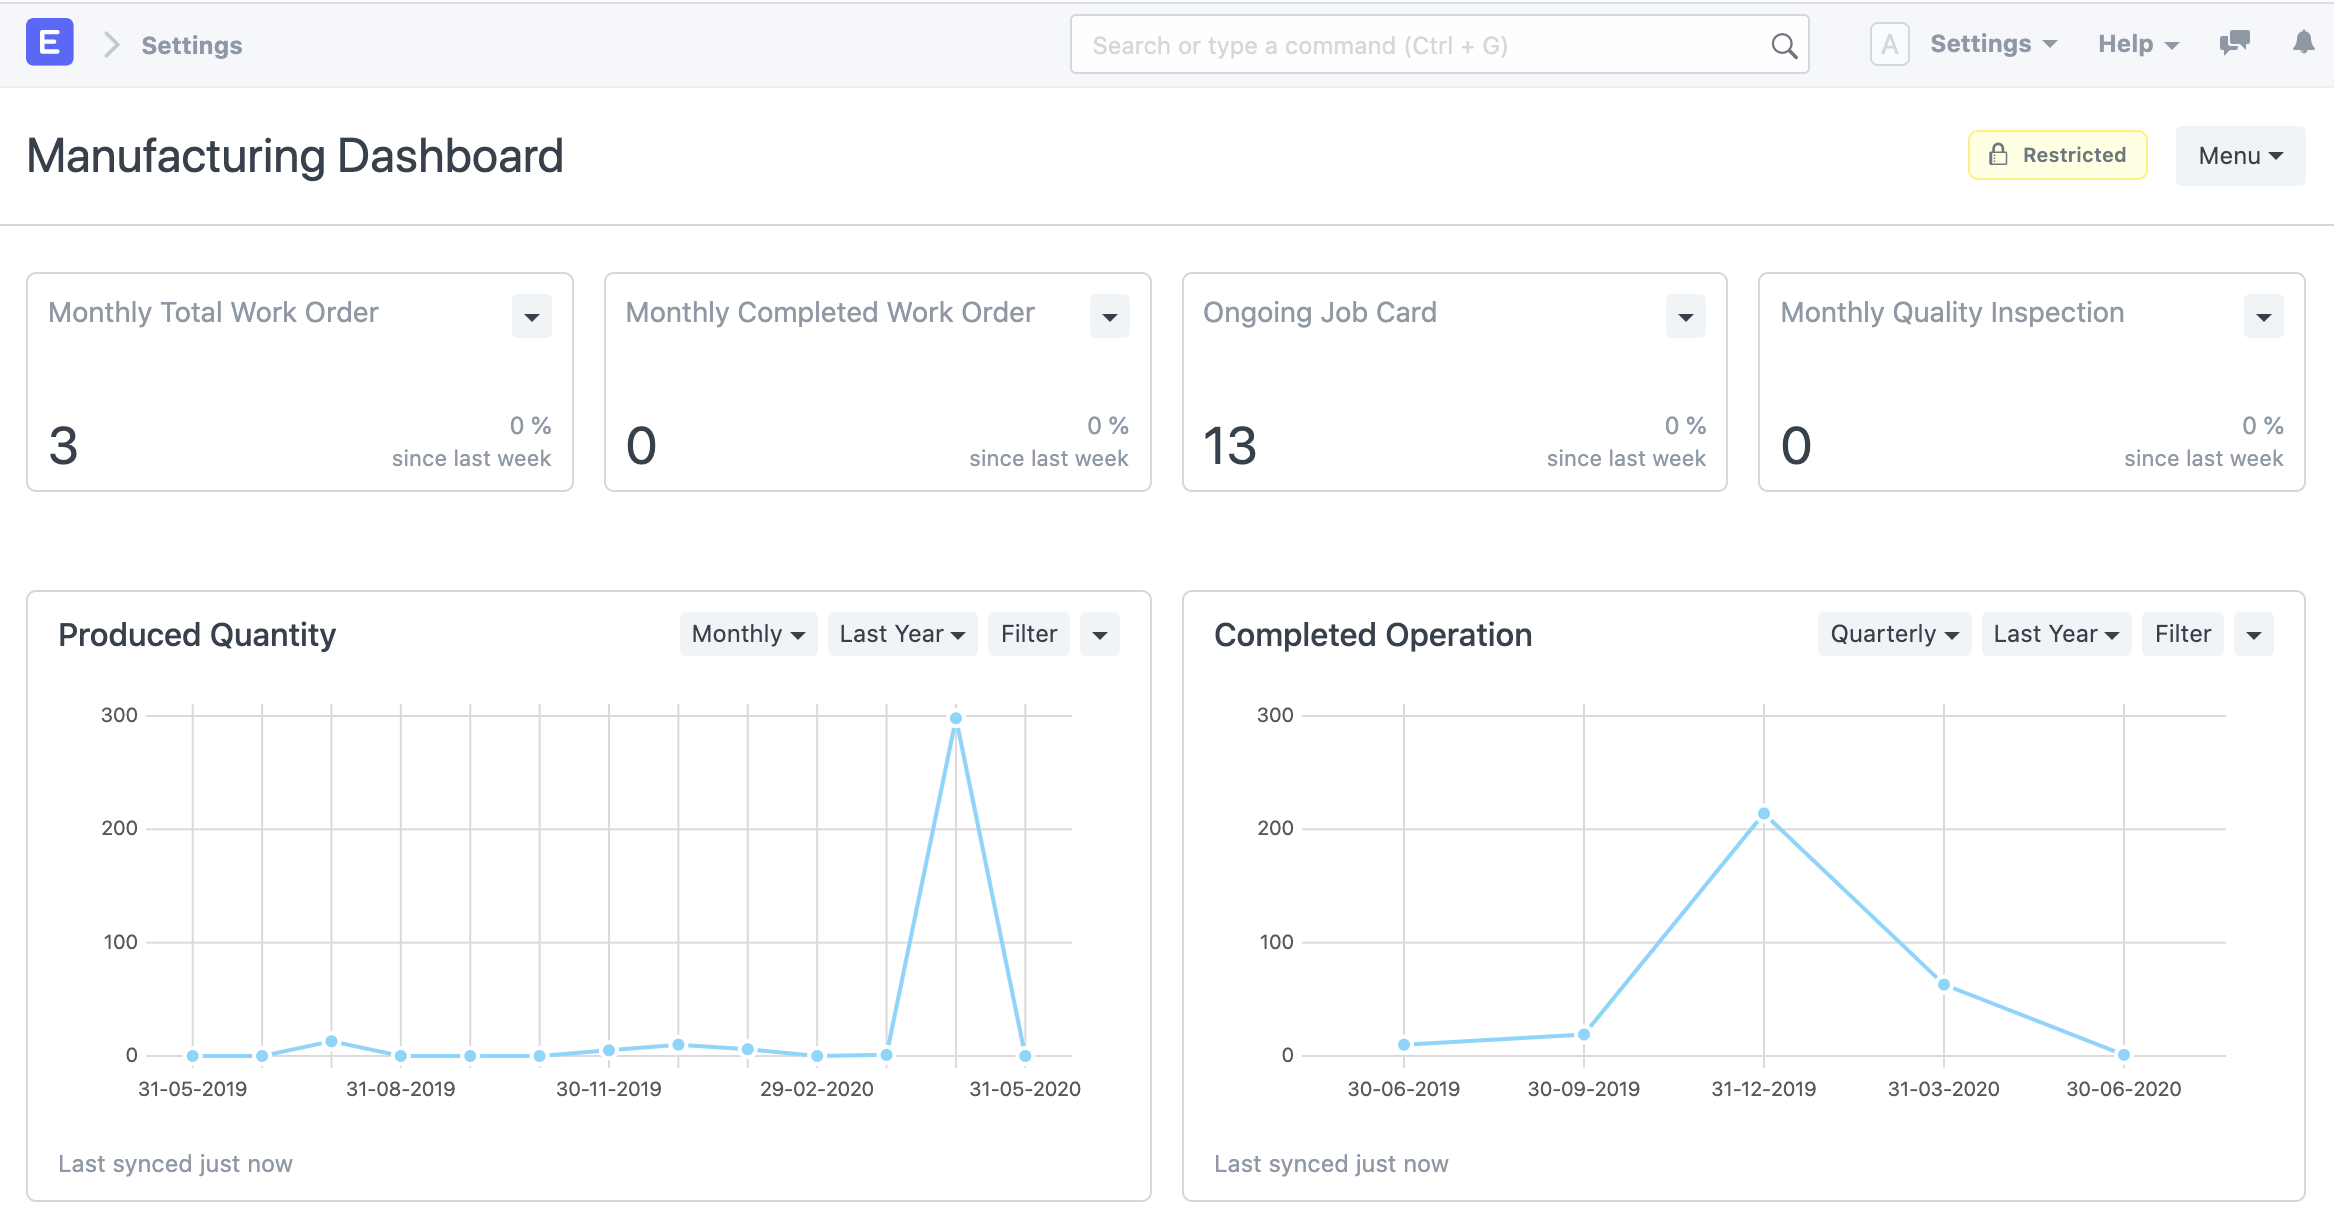 E
Settings
Search or type a command (Ctrl + G)
A
Settings
Help
Manufacturing Dashboard
Restricted
Menu
Monthly Total Work Order
3
0 %
since last week
Monthly Completed Work Order
0
0 %
since last week
Ongoing Job Card
13
0 %
since last week
Monthly Quality Inspection
0
0 %
since last week
Produced Quantity
Monthly
Last Year
Filter
300
200
100
0
31-05-2019
31-08-2019
30-11-2019
29-02-2020
31-05-2020
Last synced just now
Completed Operation
Quarterly
Last Year
Filter
300
200
100
0
30-06-2019
30-09-2019
31-12-2019
31-03-2020
30-06-2020
Last synced just now